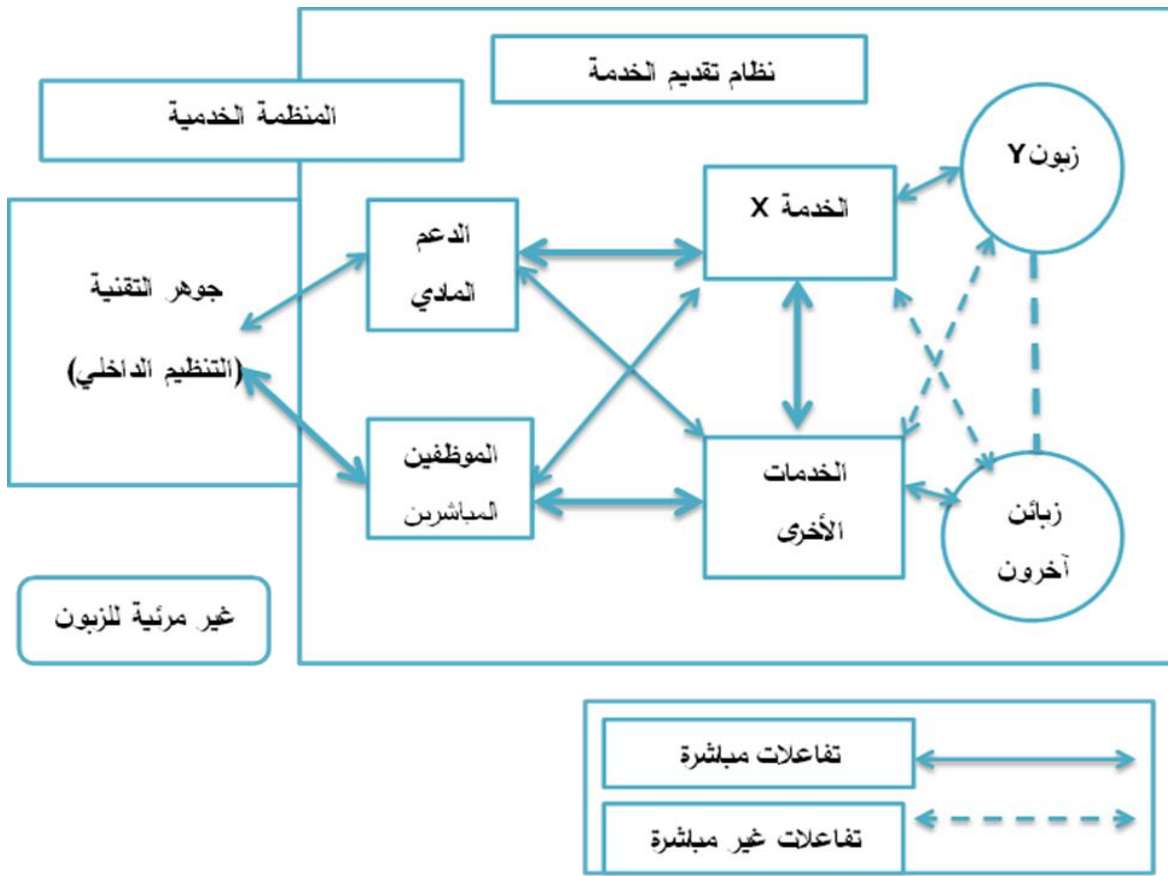 نظام تقديم الخدمة
المنظمة الخدمية
زبونY
الخدمة X
الدعم
المادي
جوهر التقنية
(التنظيم الداخلي)
الموظفين
المباشرين
الخدمات
الأخرى
زبائن
آخرون
غير مرئية للزبون
تفاعلات مباشرة
تفاعلات غير مباشرة